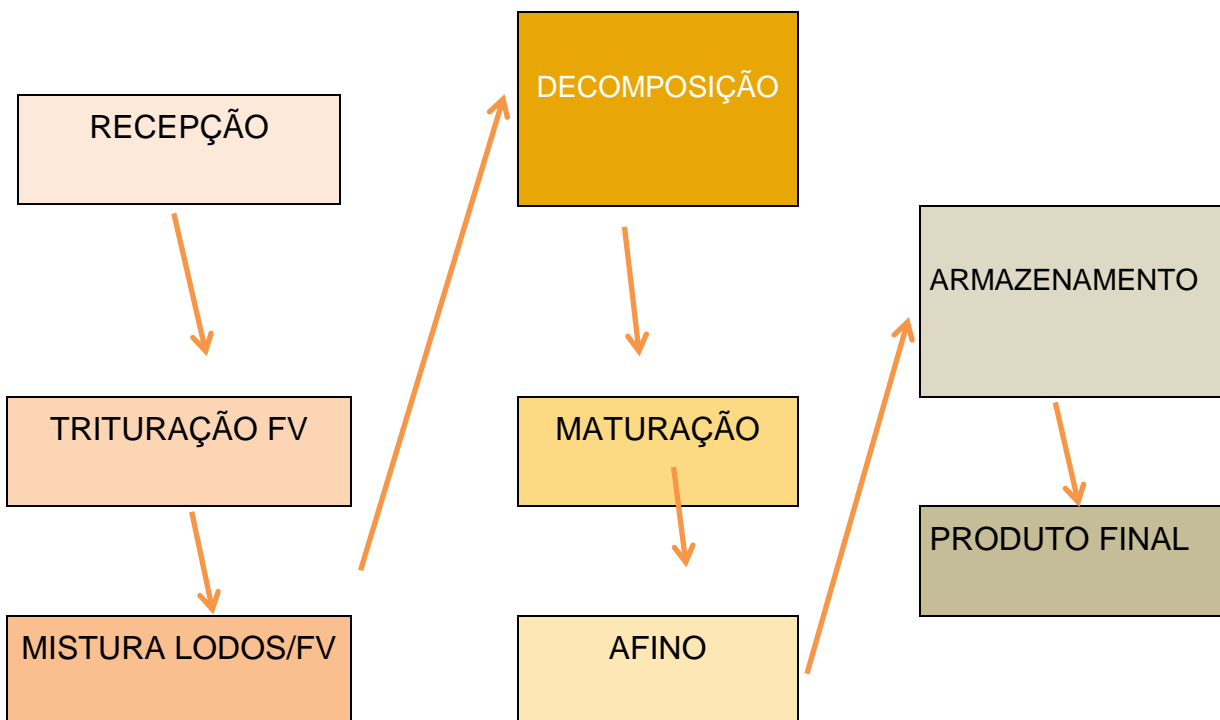 RECEPÇÃO
TRITURAÇÃO FV
MISTURA LODOS/FV
DECOMPOSIÇÃO
MATURAÇÃO
AFINO
ARMAZENAMENTO
PRODUTO FINAL